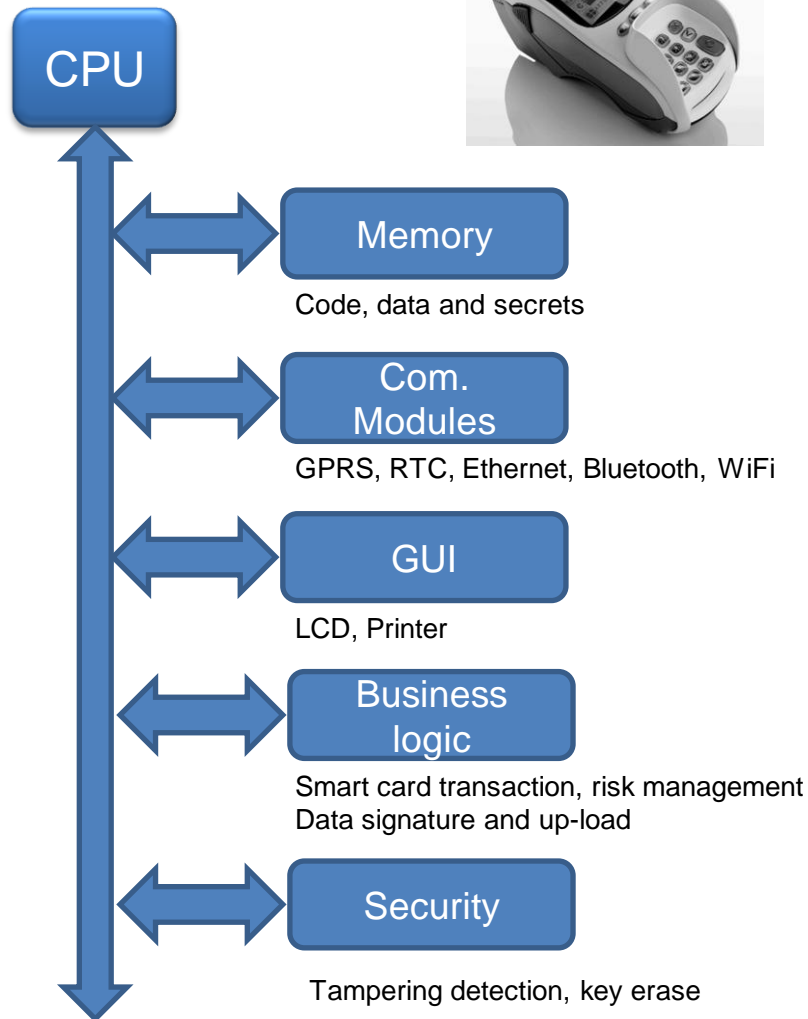 CPU
Memory
Code, data and secrets
Com.
Modules
GPRS, RTC, Ethernet, Bluetooth, WiFi
GUI
LCD, Printer
Business
logic
Smart card transaction, risk management
Data signature and up-load
Security
Tampering detection, key erase